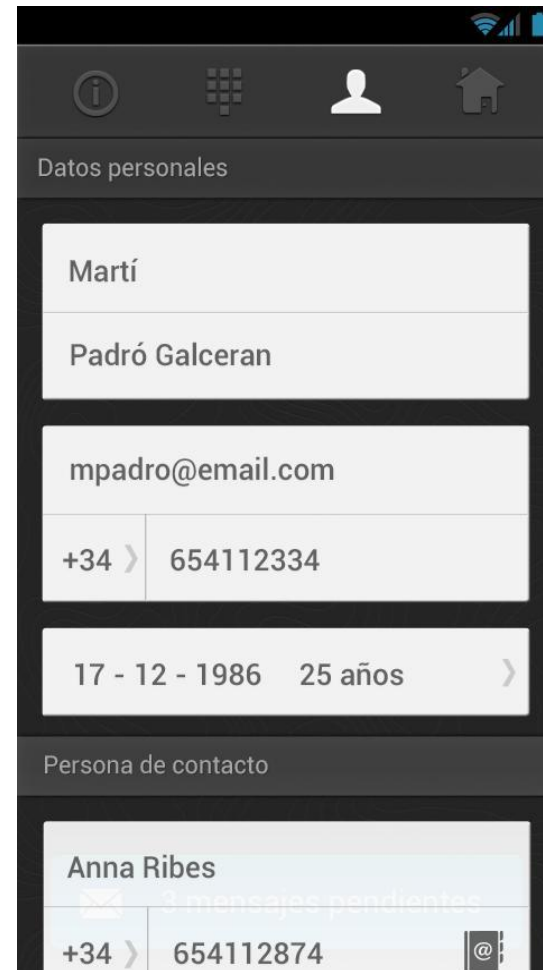 Datos personales
Martí
Padró Galceran
mpadro@email.com
+34 654112334
17 - 12 - 1986 25 años
Persona de contacto
Anna Ribes
3 mensajes pendientes
+34 654112874